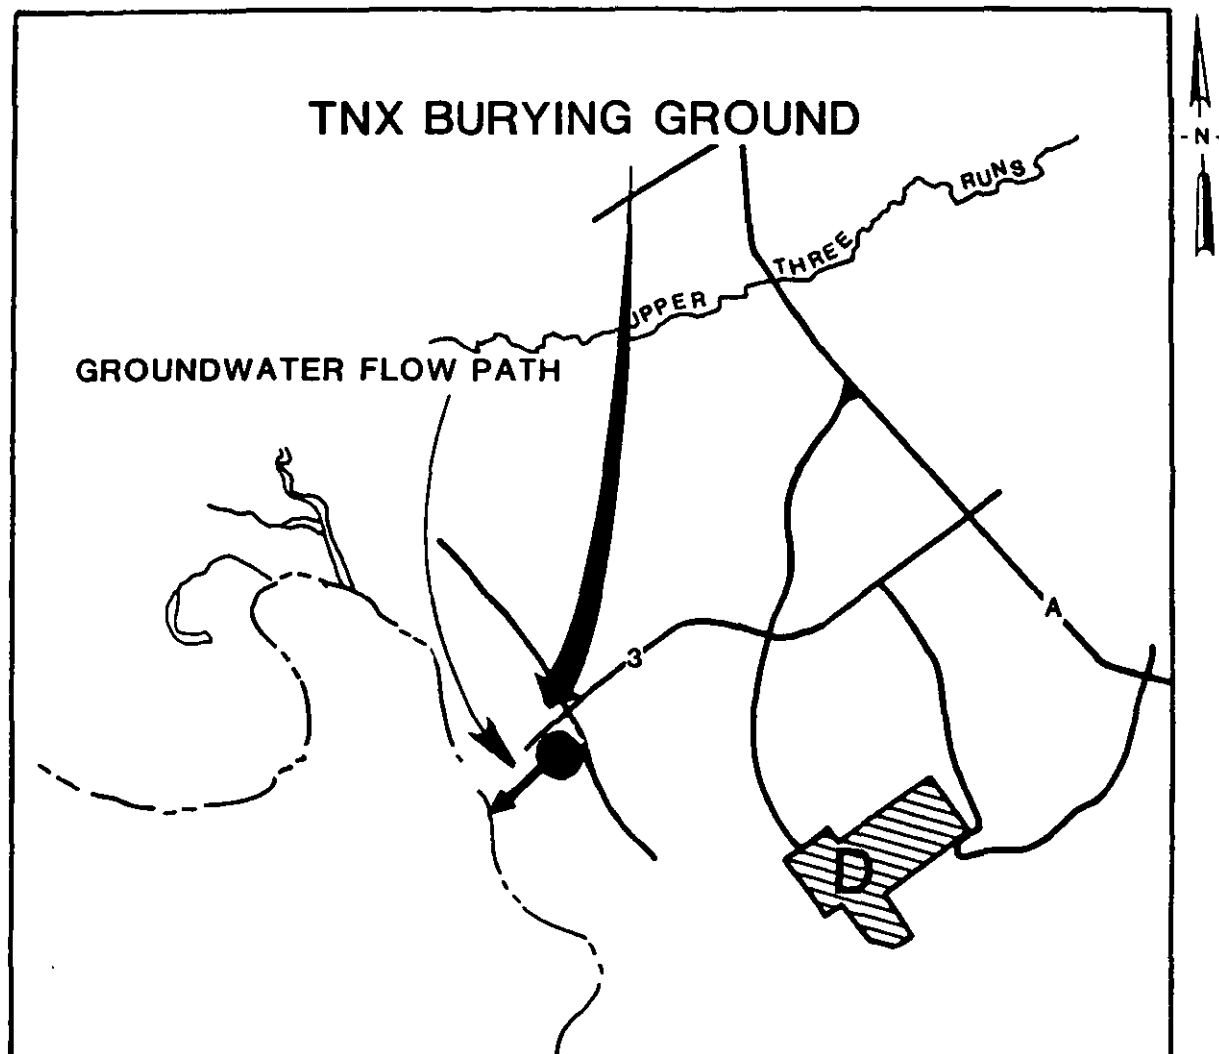 TNX BURYING GROUND
N
UPPER THREE RUNS
GROUNDWATER FLOW PATH
A
3
D